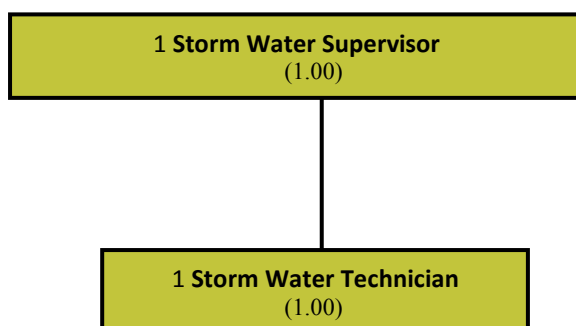 1 Storm Water Supervisor
(1.00)
1 Storm Water Technician
(1.00)